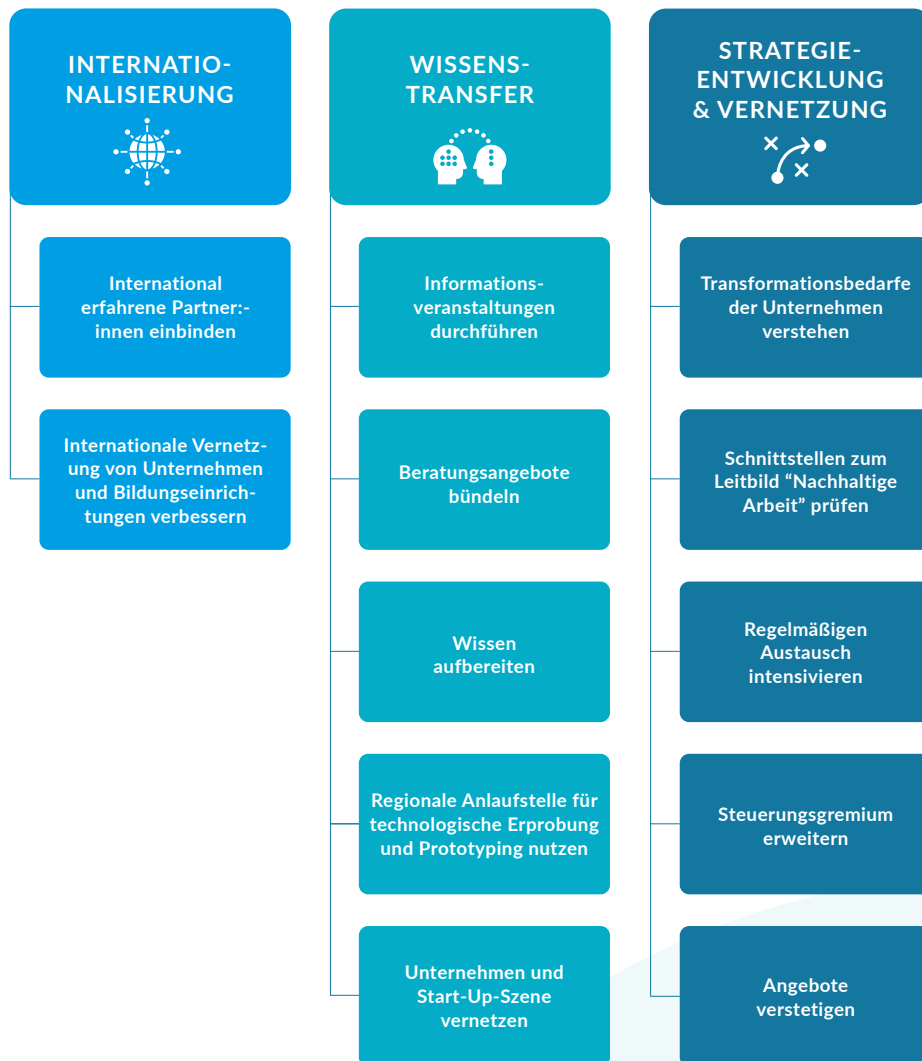 INTERNATIO-
NALISIERUNG
International
erfahrene Partner:-
innen einbinden
Internationale Vernetz-
ung von Unternehmen
und Bildungseinrich-
tungen verbessern
WISSENS-
TRANSFER
Informations-
veranstaltungen
durchführen
Beratungsangebote
bündeln
Wissen
aufbereiten
Regionale Anlaufstelle für
technologische Erprobung
und Prototyping nutzen
Unternehmen und
Start-Up-Szene
vernetzen
STRATEGIE-
ENTWICKLUNG
& VERNETZUNG
Transformationsbedarfe
der Unternehmen
verstehen
Schnittstellen zum
Leitbild “Nachhaltige
Arbeit” prüfen
Regelmäßigen
Austausch
intensivieren
Steuerungsgremium
erweitern
Angebote
verstetigen